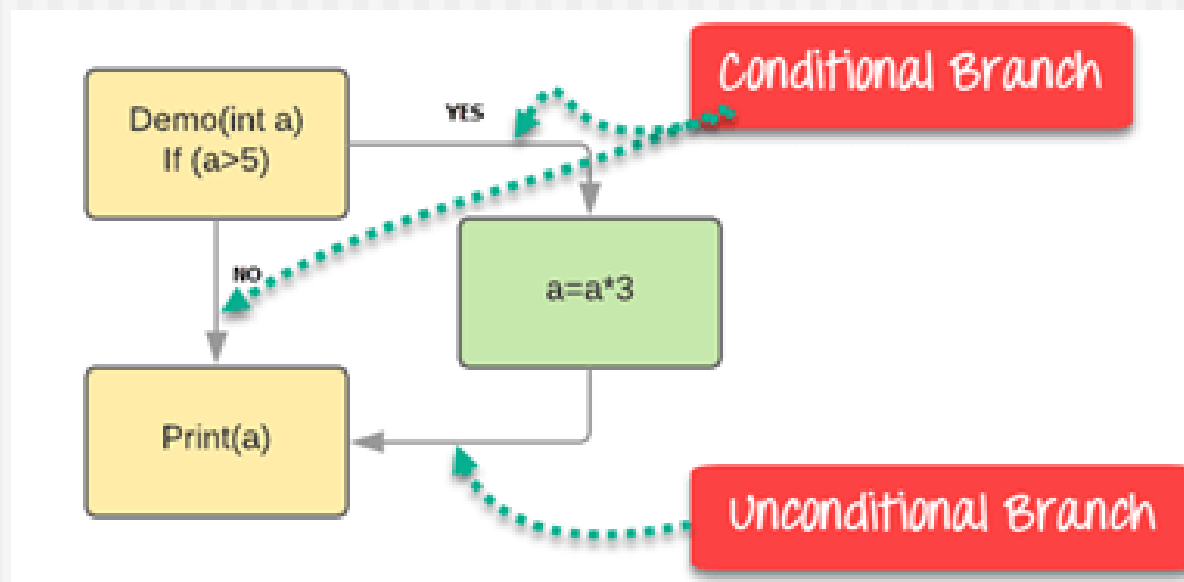 Conditional Branch
Demo(int a)
If (a>5)
YES
NO
a=a*3
Print(a)
Unconditional Branch